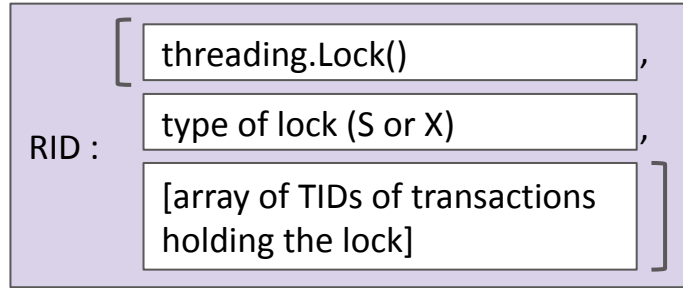 threading.Lock() ,
RID : type of lock (S or X) ,
[array of TIDs of transactions
holding the lock]